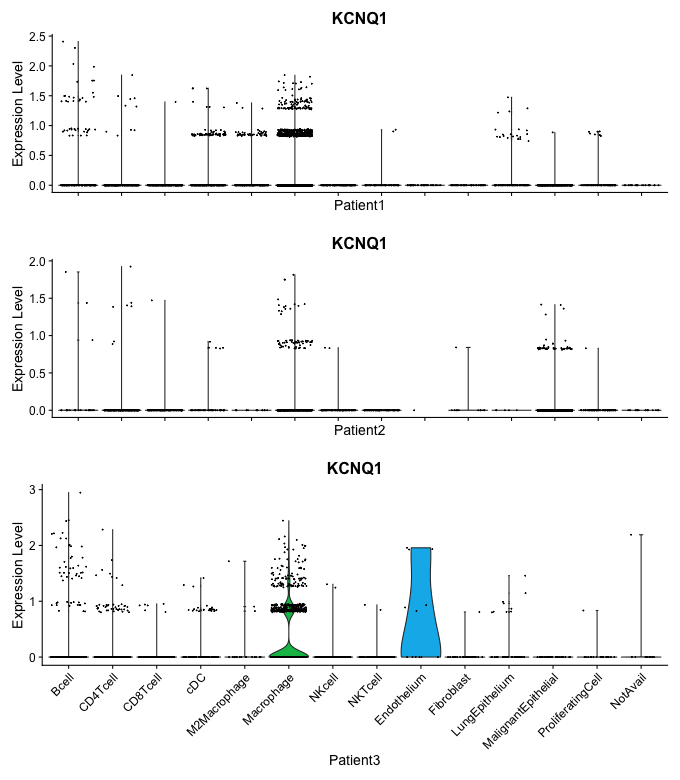 KCNQ1
Expression Level
2.5
2.0
1.5
1.0
0.5
0.0
Patient1
KCNQ1
Expression Level
2.0
1.5
1.0
0.5
0.0
Patient2
KCNQ1
Expression Level
3
2
1
0
Bcell
CD4Tcell
CD8Tcell
cDC
M2Macrophage
Macrophage
NKcell
NKTcell
Endothelium
Fibroblast
LungEpithelium
MalignantEpithelial
ProliferatingCell
NotAvail
Patient3